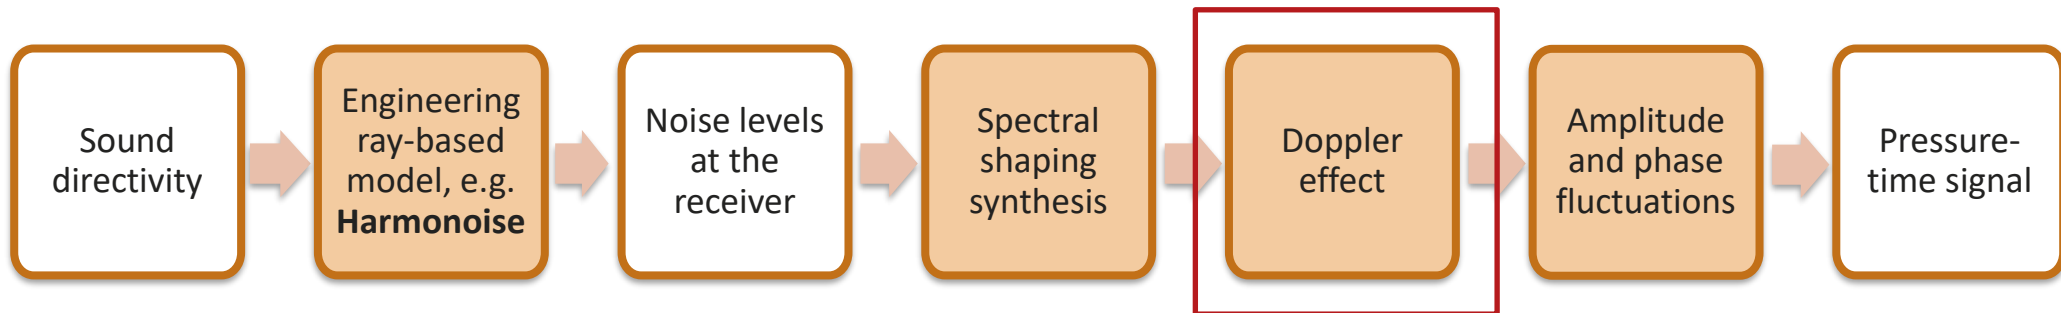 Sound
directivity
Engineering
ray-based
model, e.g.
Harmonoise
Noise levels
at the
receiver
Spectral
shaping
synthesis
Doppler
effect
Amplitude
and phase
fluctuations
Pressure-
time signal